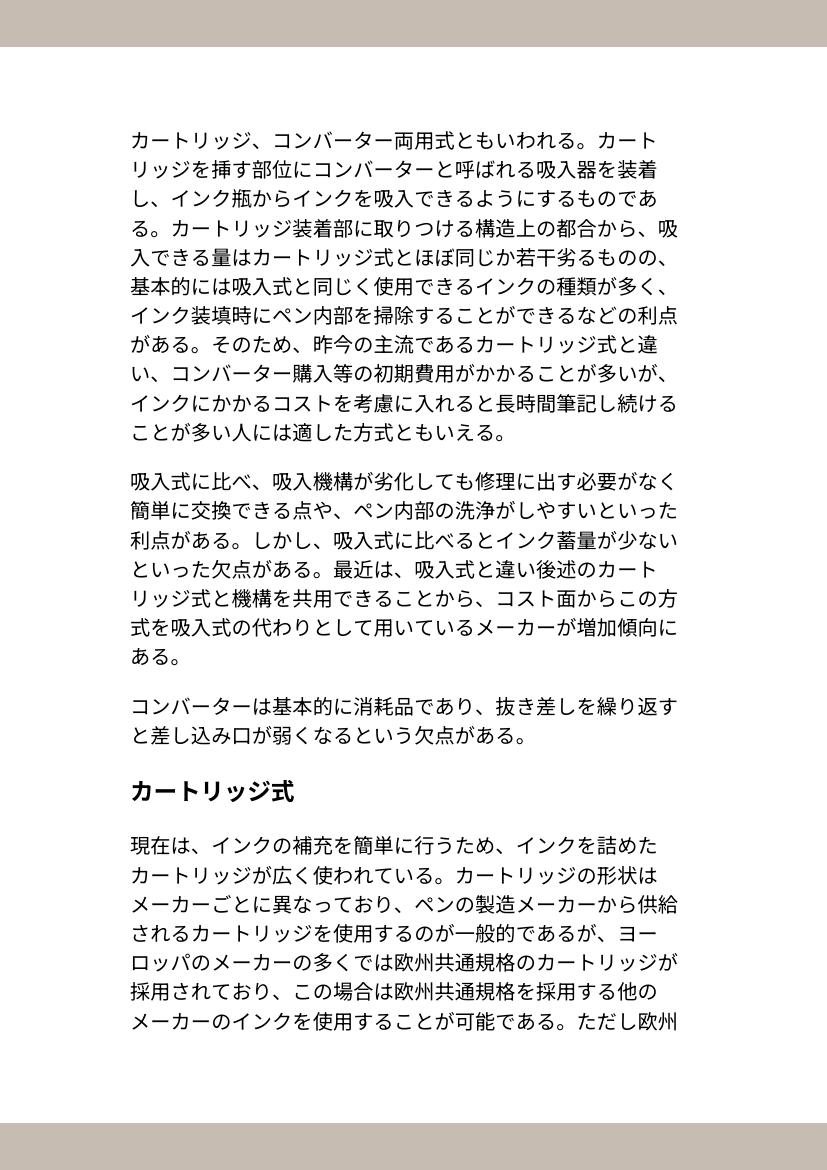 カートリッジ、コンバーター両用式ともいわれる。カート
リッジを挿す部位にコンバーターと呼ばれる吸入器を装着
し、インク瓶からインクを吸入できるようにするものであ
る。カートリッジ装着部に取りつける構造上の都合から、吸
入できる量はカートリッジ式とほぼ同じか若干劣るものの、
基本的には吸入式と同じく使用できるインクの種類が多く、
インク装填時にペン内部を掃除することができるなどの利点
がある。そのため、昨今の主流であるカートリッジ式と違
い、コンバーター購入等の初期費用がかかることが多いが、
インクにかかるコストを考慮に入れると長時間筆記し続ける
ことが多い人には適した方式ともいえる。
吸入式に比べ、吸入機構が劣化しても修理に出す必要がなく
簡単に交換できる点や、ペン内部の洗浄がしやすいといった
利点がある。しかし、吸入式に比べるとインク蓄量が少ない
といった欠点がある。最近は、吸入式と違い後述のカート
リッジ式と機構を共用できることから、コスト面からこの方
式を吸入式の代わりとして用いているメーカーが増加傾向に
ある。
コンバーターは基本的に消耗品であり、抜き差しを繰り返す
と差し込み口が弱くなるという欠点がある。
カートリッジ式
現在は、インクの補充を簡単に行うため、インクを詰めた
カートリッジが広く使われている。カートリッジの形状は
メーカーごとに異なっており、ペンの製造メーカーから供給
されるカートリッジを使用するのが一般的であるが、ヨー
ロッパのメーカーの多くでは欧州共通規格のカートリッジが
採用されており、この場合は欧州共通規格を採用する他の
メーカーのインクを使用することが可能である。ただし欧州